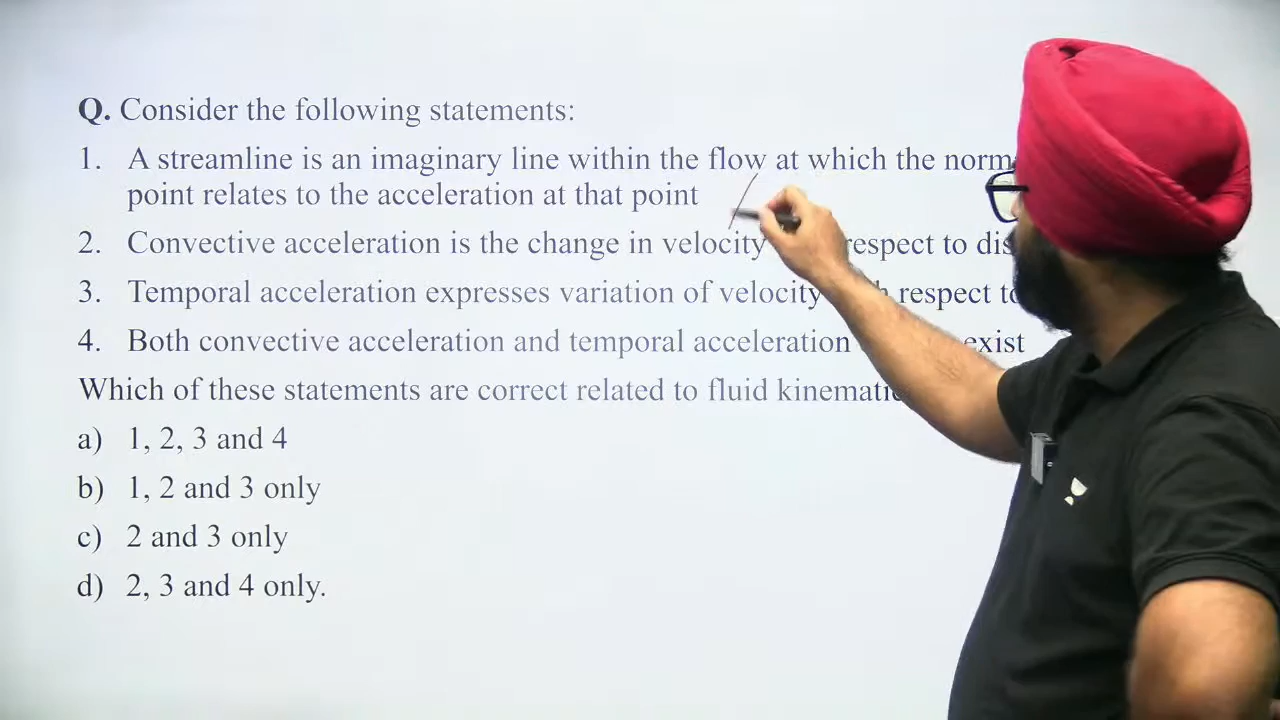 Q. Consider the following statements:
1. A streamline is an imaginary line within the flow at which the
point relates to the acceleration at that point
2. Convective acceleration is the change in velocity respect to
3. Temporal acceleration expresses variation of velocity respect
4. Both convective acceleration and temporal acceleration exist
Which of these statements are correct related to fluid
a) 1, 2, 3 and 4
b) 1, 2 and 3 only
c) 2 and 3 only
d) 2, 3 and 4 only.